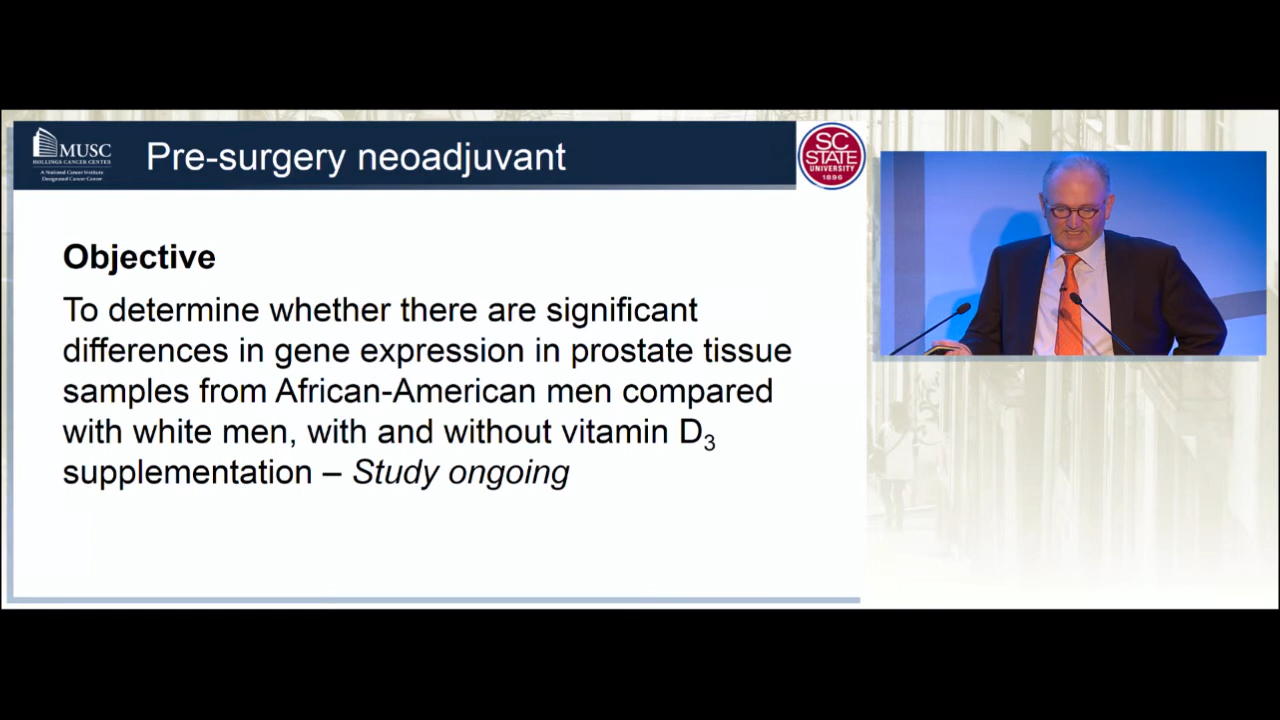 MUSC
HOLLINGS CANCER CENTER
A National Cancer Institute
Designated Cancer Center
Pre-surgery neoadjuvant
SC
STATE
UNIVERSITY
1896
Objective
To determine whether there are significant
differences in gene expression in prostate tissue
samples from African-American men compared
with white men, with and without vitamin D₃
supplementation – Study ongoing